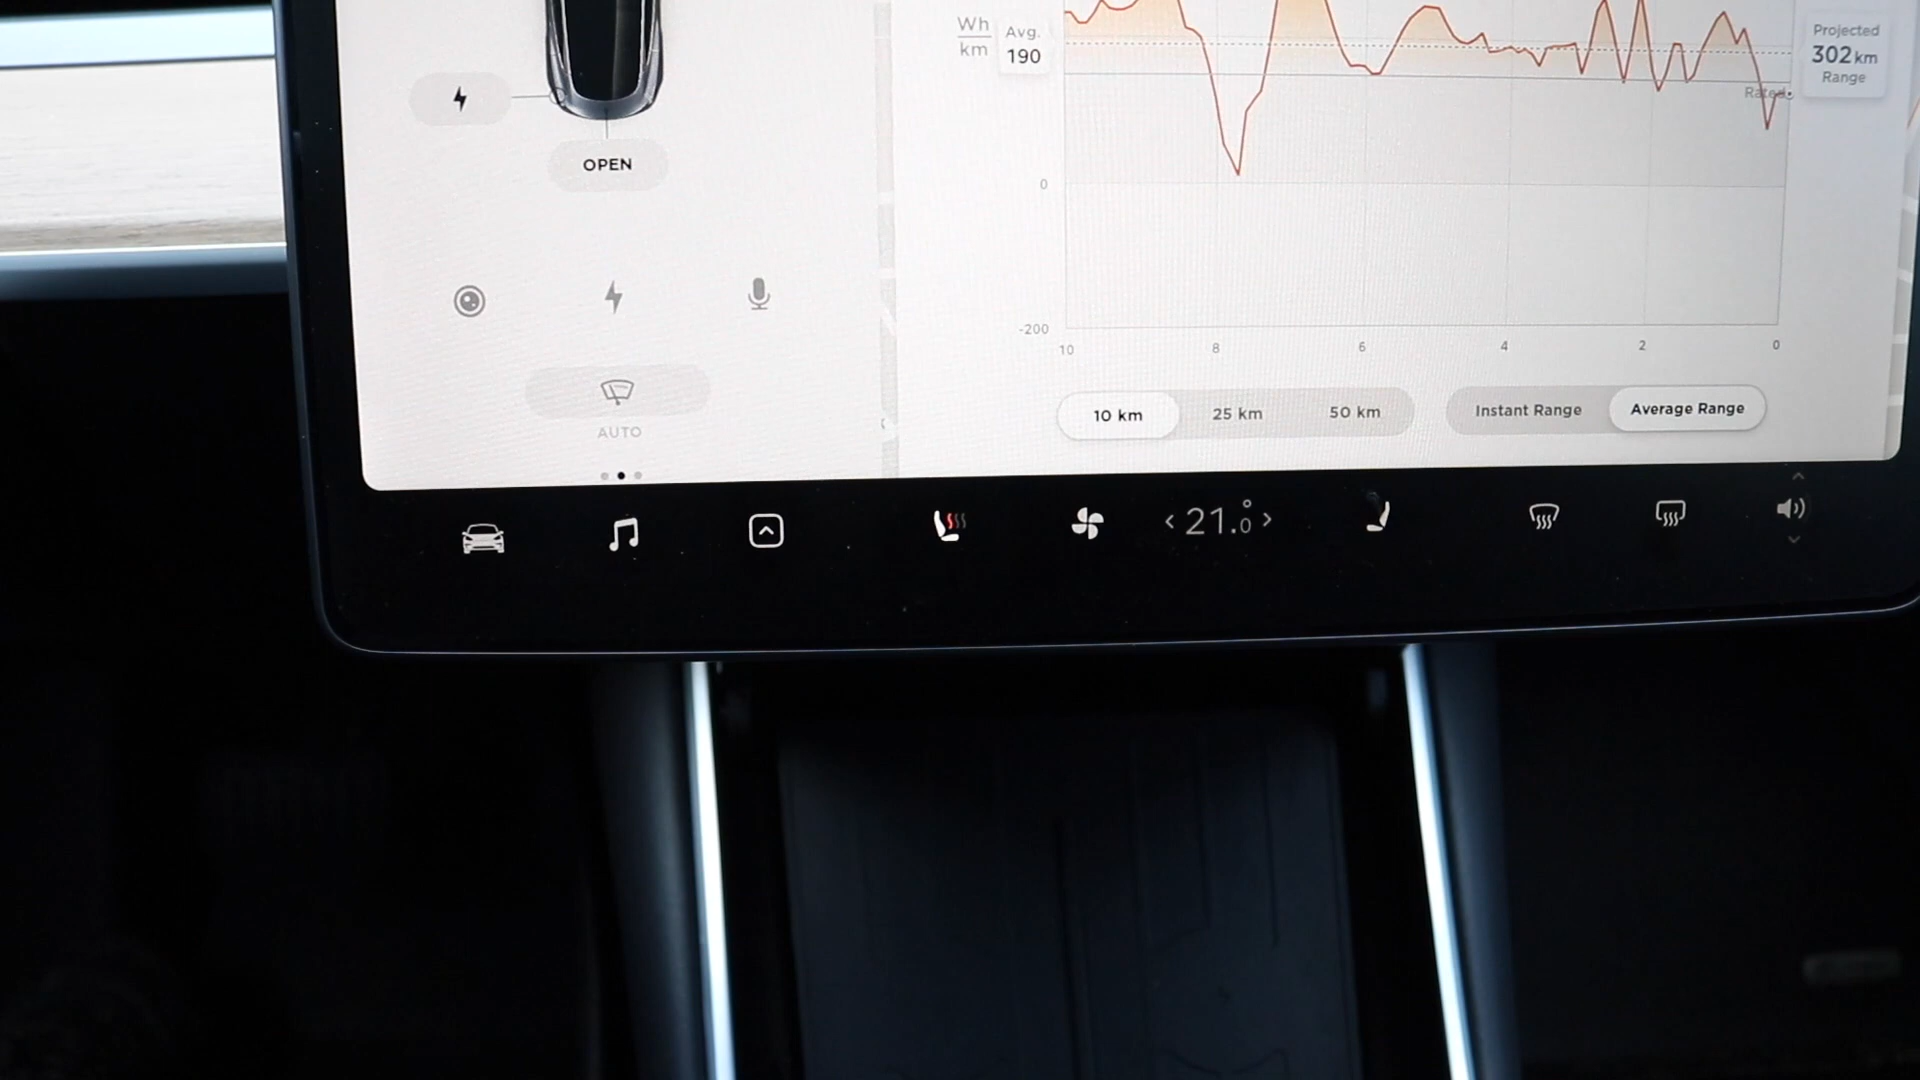 OPEN
AUTO
Wh
km
Avg.
190
Projected
302 km
Range
Rated
0
-200
10
8
6
4
2
0
10 km
25 km
50 km
Instant Range
Average Range
21.0°